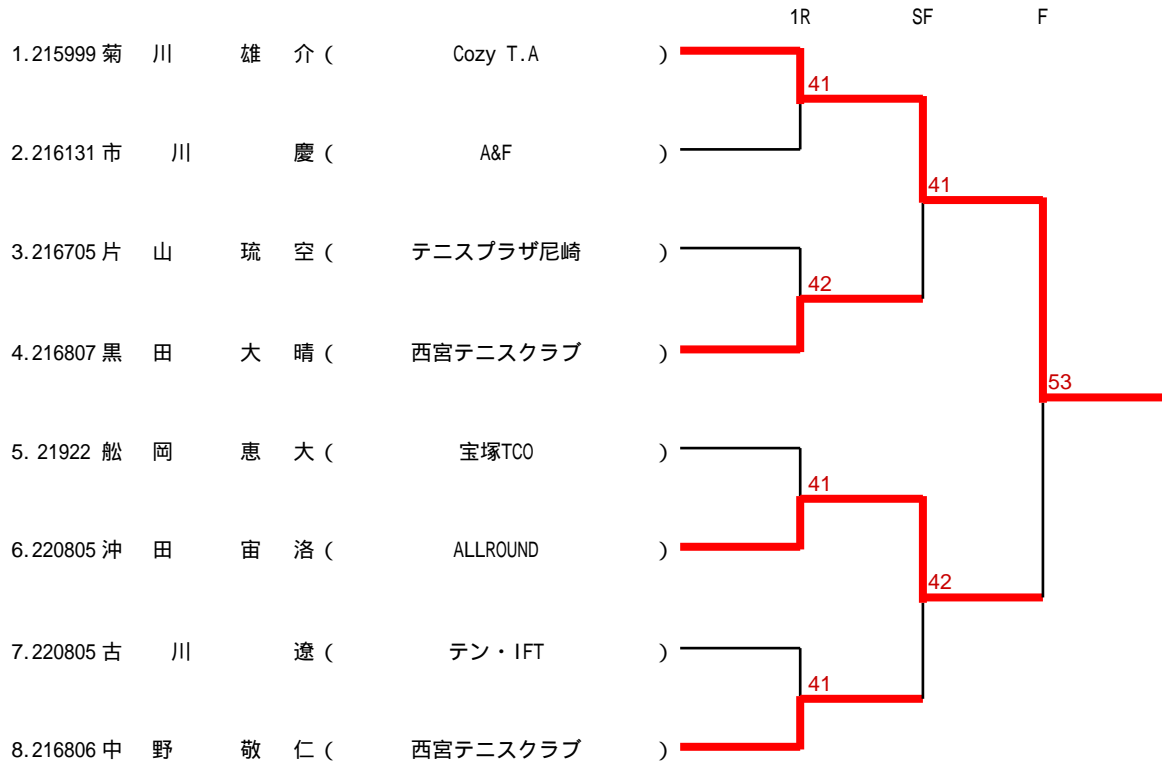 1R SF F
1.215999 菊 川 雄 介 ( Cozy T.A )
41
2.216131 市 川 慶 ( A&F )
41
3.216705 片 山 琉 空 ( テニスプラザ尼崎 )
42
4.216807 黒 田 大 晴 ( 西宮テニスクラブ )
53
5. 21922 舩 岡 恵 大 ( 宝塚TCO )
41
6.220805 沖 田 宙 洛 ( ALLROUND )
42
7.220805 古 川 遼 ( テン・IFT )
41
8.216806 中 野 敬 仁 ( 西宮テニスクラブ )